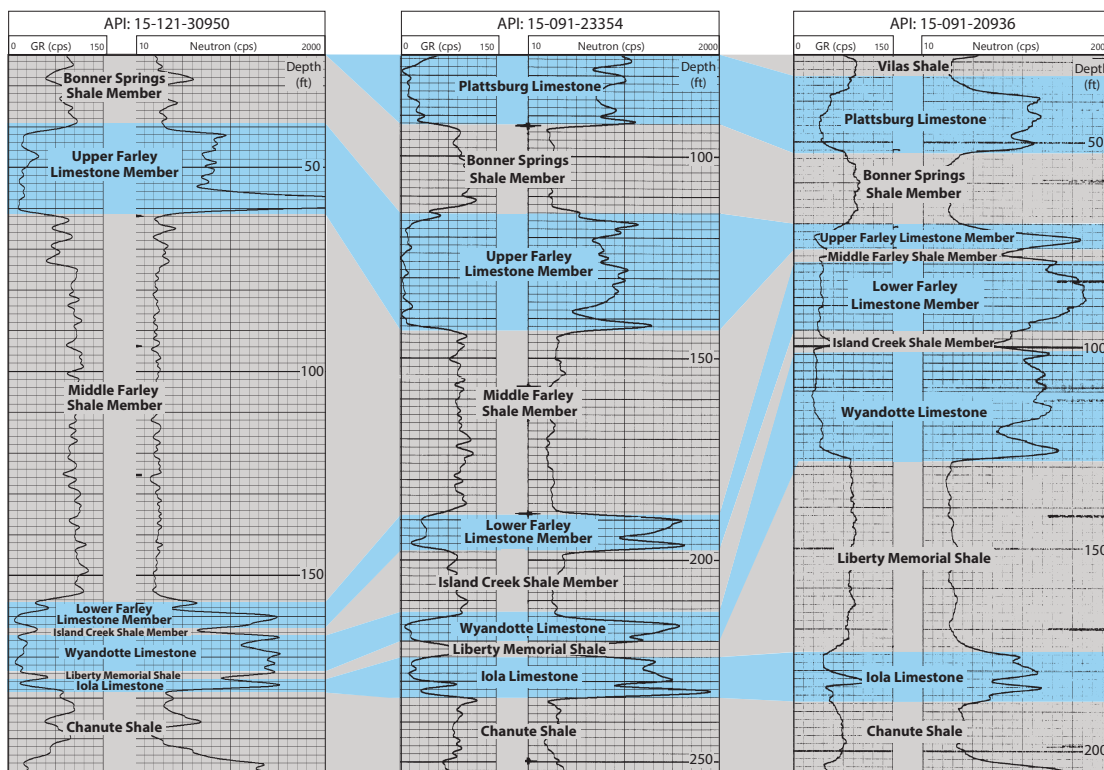 API: 15-121-30950
0 GR (cps) 150
10 Neutron (cps) 2000
Depth
(ft)
Bonner Springs
Shale Member
Upper Farley
Limestone Member
50
100
Middle Farley
Shale Member
150
Lower Farley
Limestone Member
Island Creek Shale Member
Wyandotte Limestone
Liberty Memorial Shale
Iola Limestone
Chanute Shale
API: 15-091-23354
0 GR (cps) 150
10 Neutron (cps) 2000
Depth
(ft)
Plattsburg Limestone
100
Bonner Springs
Shale Member
Upper Farley
Limestone Member
150
Middle Farley
Shale Member
Lower Farley
Limestone Member
200
Island Creek Shale Member
Wyandotte Limestone
Liberty Memorial Shale
Iola Limestone
Chanute Shale
250
API: 15-091-20936
0 GR (cps) 150
10 Neutron (cps) 2000
Vilas Shale
Depth
(ft)
Plattsburg Limestone
50
Bonner Springs
Shale Member
Upper Farley Limestone Member
Middle Farley Shale Member
Lower Farley
Limestone Member
Island Creek Shale Member
100
Wyandotte Limestone
150
Liberty Memorial Shale
Iola Limestone
Chanute Shale
200